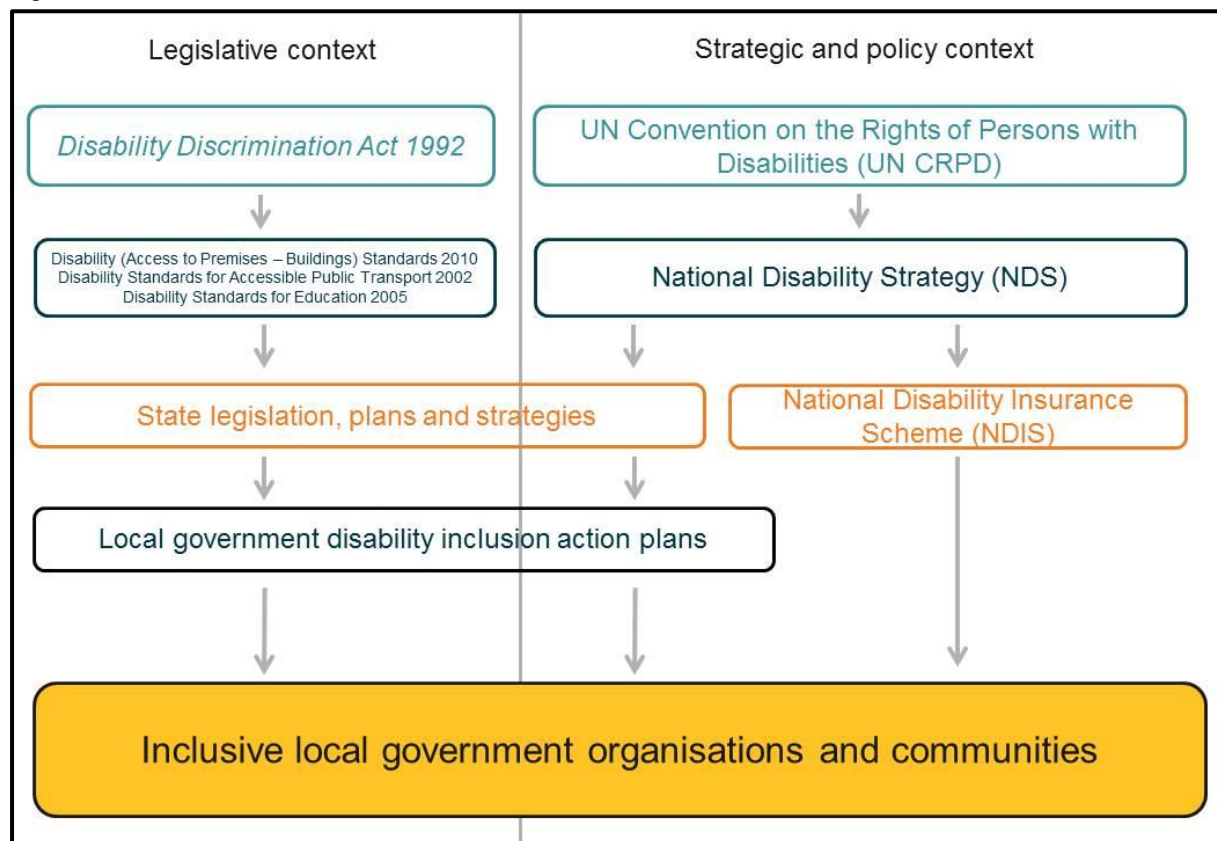 Legislative context
Strategic and policy context
Disability Discrimination Act 1992
UN Convention on the Rights of Persons with
Disabilities (UN CRPD)
Disability (Access to Premises – Buildings) Standards 2010
Disability Standards for Accessible Public Transport 2002
Disability Standards for Education 2005
National Disability Strategy (NDS)
State legislation, plans and strategies
National Disability Insurance
Scheme (NDIS)
Local government disability inclusion action plans
Inclusive local government organisations and communities